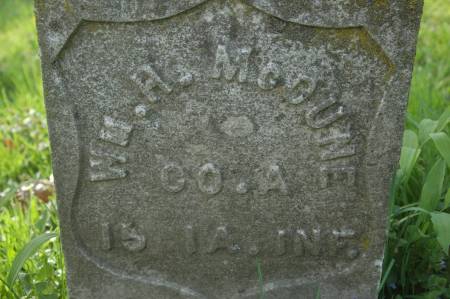 WM. H. McCUNE
CO. A
15 IA. INF.